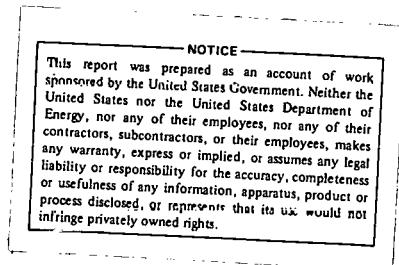 NOTICE
This report was prepared as an account of work
sponsored by the United States Government. Neither the
United States nor the United States Department of
Energy, nor any of their employees, nor any of their
contractors, subcontractors, or their employees, makes
any warranty, express or implied, or assumes any legal
liability or responsibility for the accuracy, completeness
or usefulness of any information, apparatus, product or
process disclosed, or represents that its use would not
infringe privately owned rights.